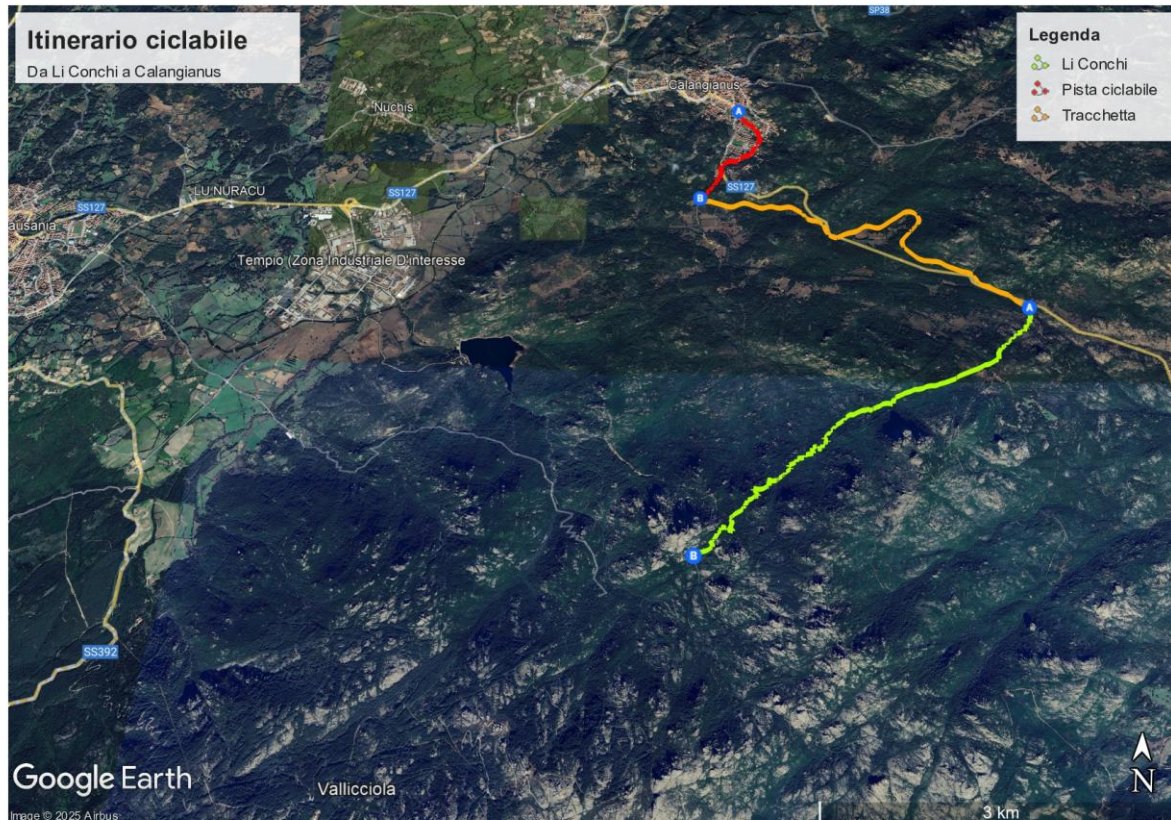 Itinerario ciclabile
Da Li Conchi a Calangianus
Legenda
Li Conchi
Pista ciclabile
Tracchetta
SP38
Calangianus
A
Nuchis
SS127
LU NURACU
SS127
B
SS127
ausania
Tempio (Zona Industriale D'interesse
A
B
SS392
Google Earth
Vallicciola
N
3 km
Image © 2025 Airbus